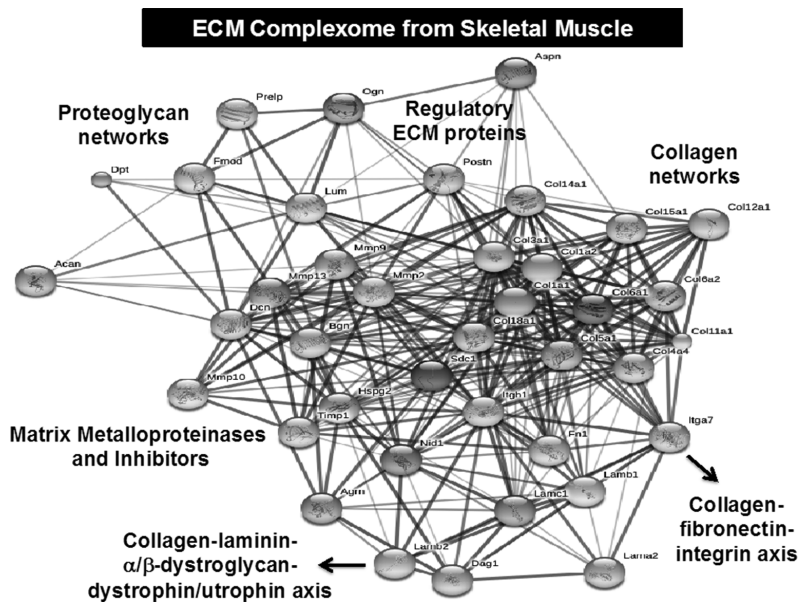 ECM Complexome from Skeletal Muscle
Aspn
Prelp
Ogn
Proteoglycan
networks
Regulatory
ECM proteins
Fmod
Postn
Collagen
networks
Dpt
Lum
Col14a1
Col15a1
Col12a1
Mmp9
Col3a1
Col1a2
Acan
Mmp13
Mmp2
Col1a1
Col6a1
Col6a2
Dcn
Bgn
Col18a1
Col5a1
Col11a1
Sdc1
Col4a4
Mmp10
Hspg2
Itgb1
Timp1
Matrix Metalloproteinases
and Inhibitors
Nid1
Fn1
Itga7
Agrn
Lamc1
Lamb1
Collagen-
fibronectin-
integrin axis
Collagen-laminin-
α/β-dystroglycan-
dystrophin/utrophin axis
Lamb2
Dag1
Lama2